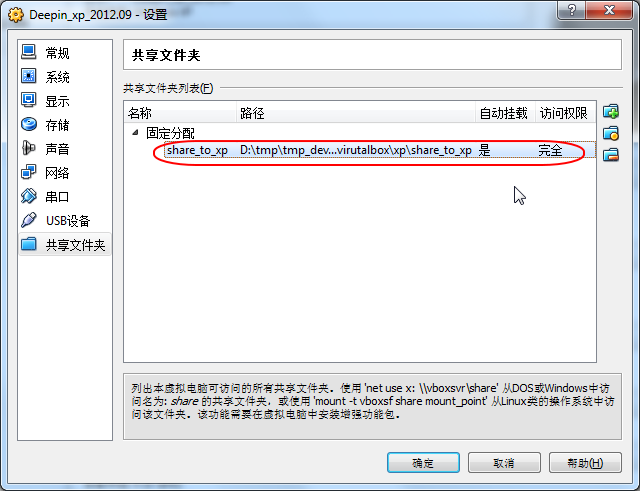 Deepin_xp_2012.09 - 设置
常规
系统
显示
存储
声音
网络
串口
USB设备
共享文件夹
共享文件夹
共享文件夹列表(F)
名称 路径 自动挂载 访问权限
固定分配
share_to_xp D:\tmp\tmp_dev...virutalbox\xp\share_to_xp 是 完全
列出本虚拟电脑可访问的所有共享文件夹。使用 'net use x: \\vboxsvr\share' 从DOS或Windows中访
问名为: share 的共享文件夹，或使用 'mount -t vboxsf share mount_point' 从Linux类的操作系统中访
问该文件夹。该功能需要在虚拟电脑中安装增强功能包。
确定 取消 帮助(H)